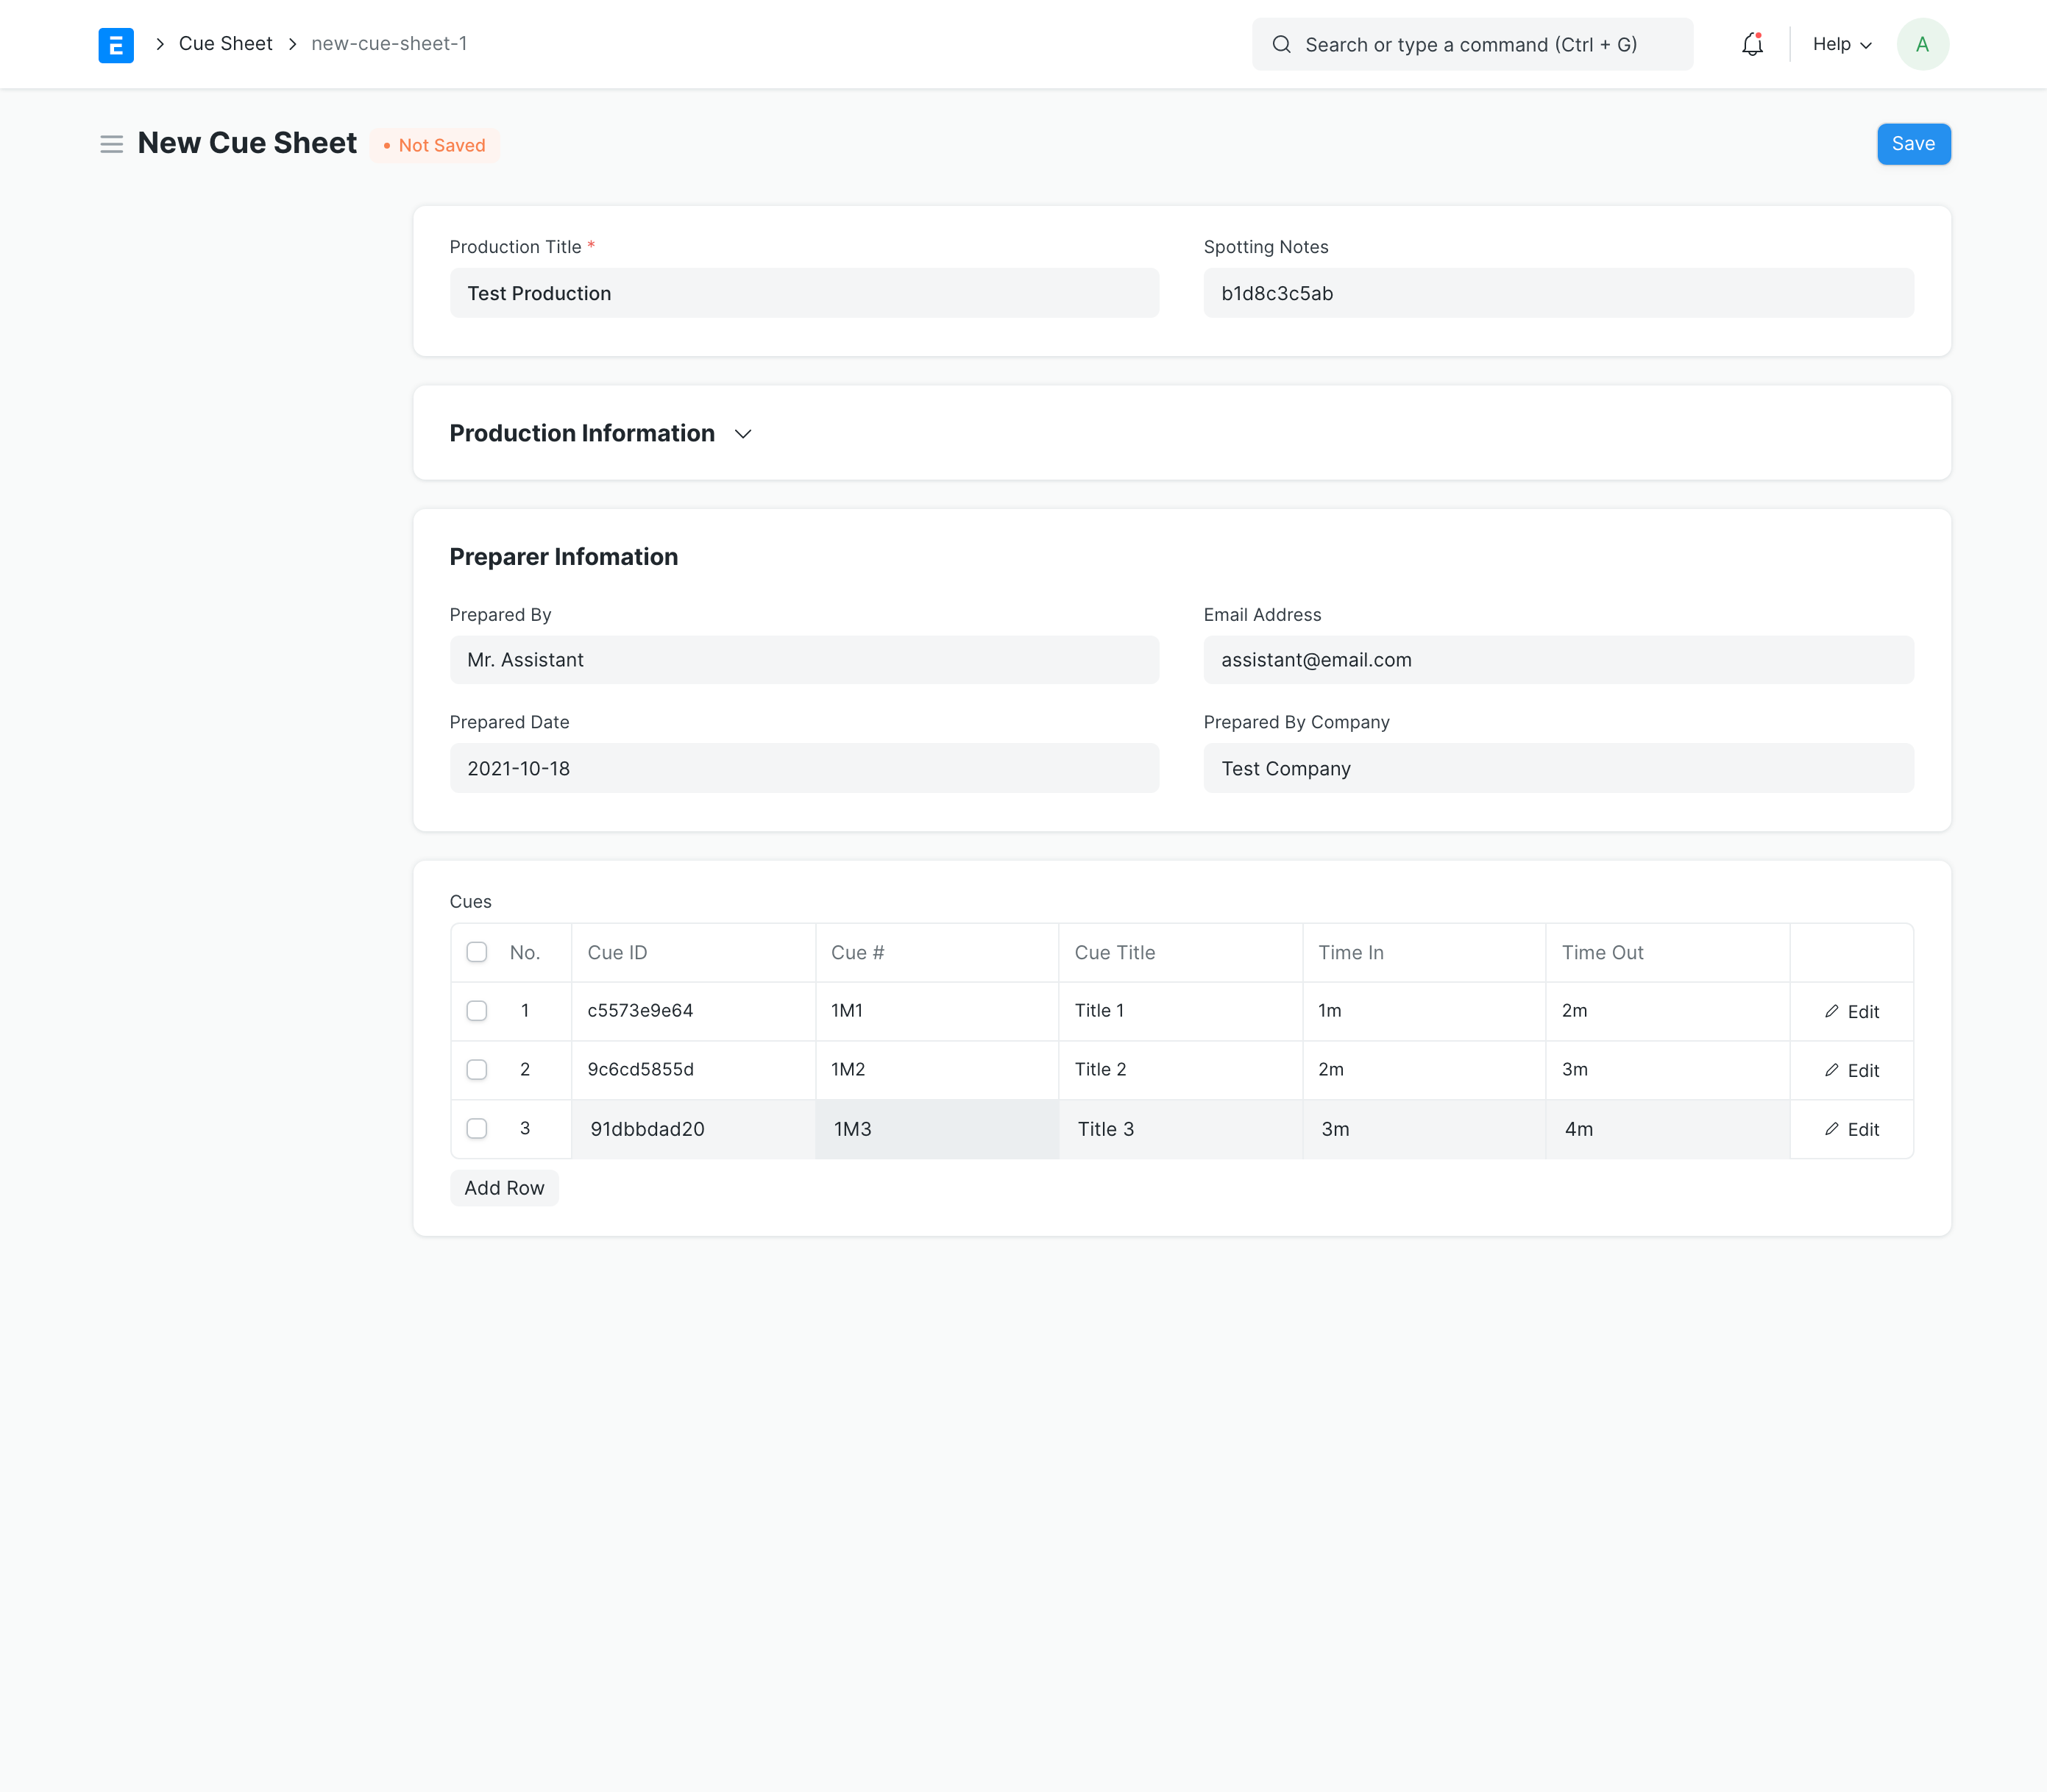 E Cue Sheet new-cue-sheet-1 Search or type a command (Ctrl + G) Help A
New Cue Sheet • Not Saved Save
Production Title * Spotting Notes
Test Production b1d8c3c5ab
Production Information
Preparer Infomation
Prepared By Email Address
Mr. Assistant assistant@email.com
Prepared Date Prepared By Company
2021-10-18 Test Company
Cues
No. Cue ID Cue # Cue Title Time In Time Out
1 c5573e9e64 1M1 Title 1 1m 2m Edit
2 9c6cd5855d 1M2 Title 2 2m 3m Edit
3 91dbbdad20 1M3 Title 3 3m 4m Edit
Add Row